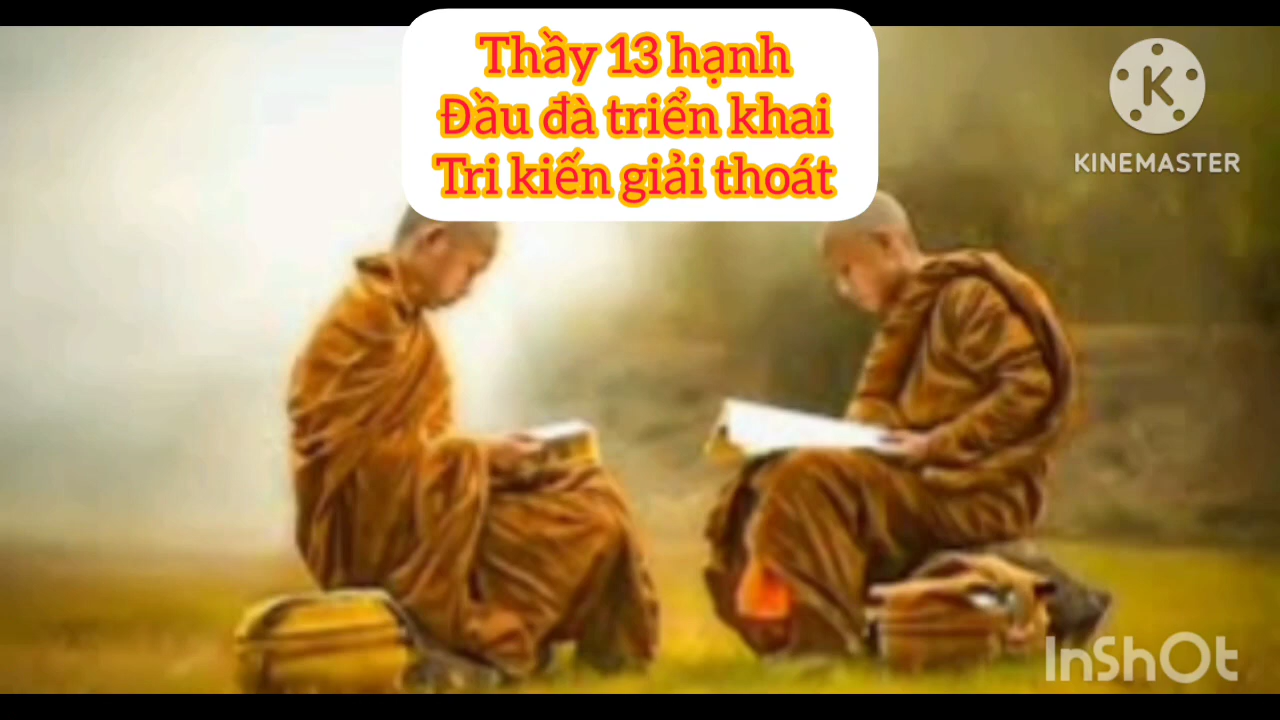 Thầy 13 hạnh
Đầu đà triển khai
Tri kiến giải thoát
K
KINEMASTER
InShOt